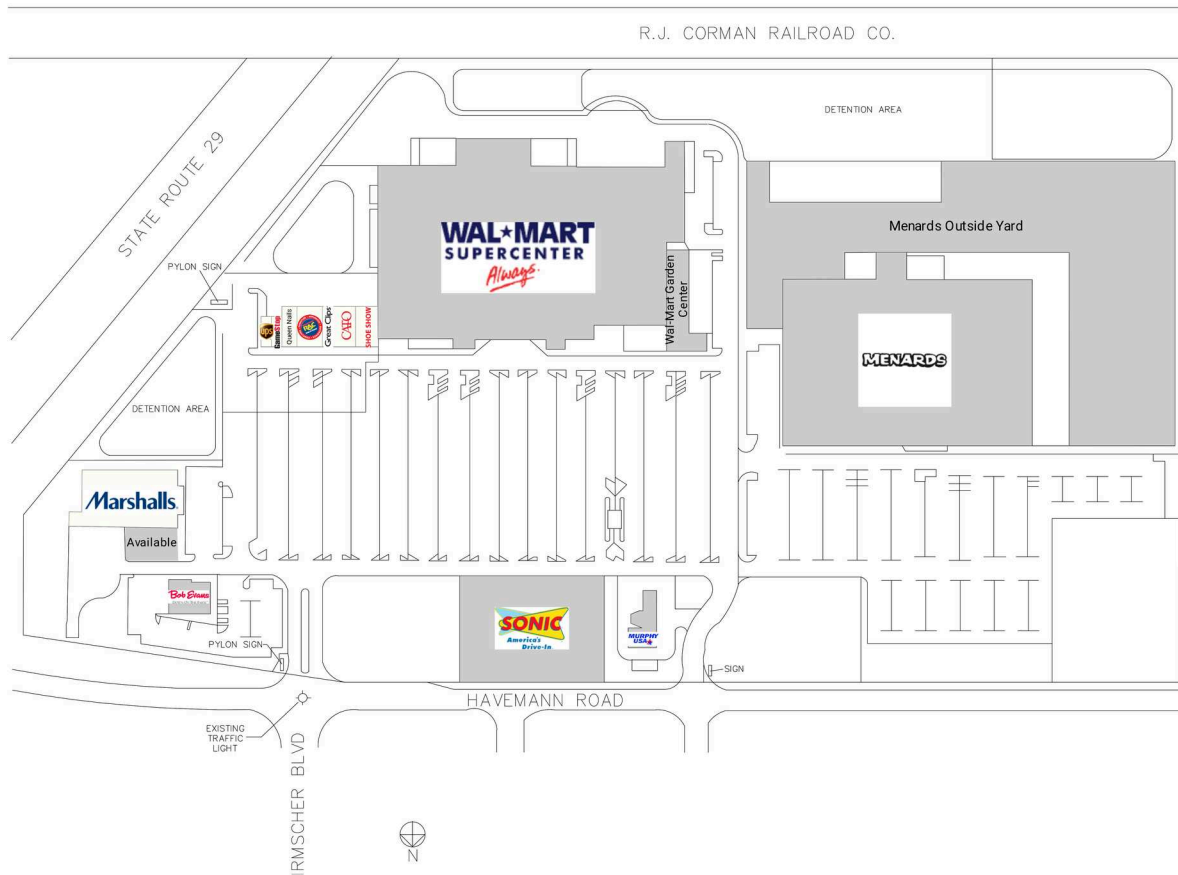 R.J. CORMAN RAILROAD CO.
DETENTION AREA
STATE ROUTE 29
Menards Outside Yard
WAL★MART
SUPERCENTER
Always.
PYLON SIGN
Wal-Mart Garden
Center
ups
GameStop
Queen Nails
Great Clips
CATO
SHOE SHOW
MENARDS
DETENTION AREA
Marshalls.
Available
Bob Evans
SONIC
America's
Drive-In.
MURPHY
USA
PYLON SIGN
SIGN
HAVEMANN ROAD
EXISTING
TRAFFIC
LIGHT
IRMSCHER BLVD
N